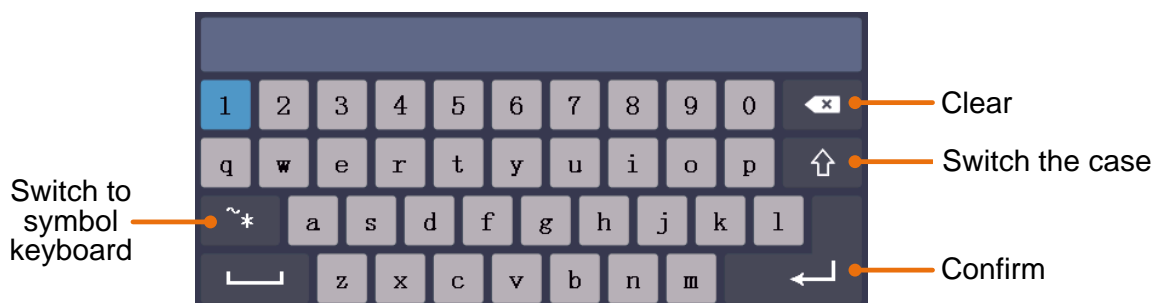 1 2 3 4 5 6 7 8 9 0
Clear
q w e r t y u i o p
Switch the case
Switch to
symbol
keyboard
~*
a s d f g h j k l
z x c v b n m
Confirm